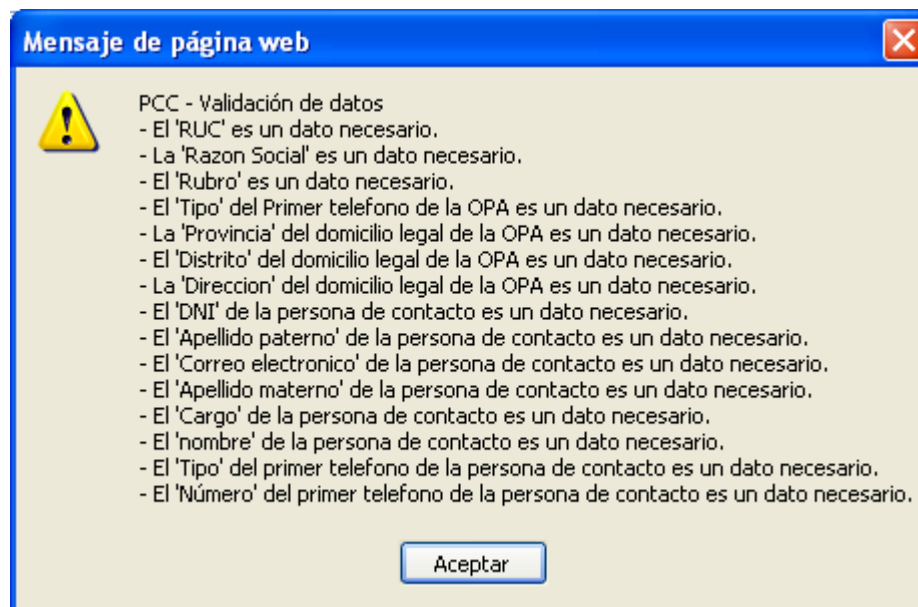 Mensaje de página web
PCC - Validación de datos
- El 'RUC' es un dato necesario.
- La 'Razon Social' es un dato necesario.
- El 'Rubro' es un dato necesario.
- El 'Tipo' del Primer telefono de la OPA es un dato necesario.
- La 'Provincia' del domicilio legal de la OPA es un dato necesario.
- El 'Distrito' del domicilio legal de la OPA es un dato necesario.
- La 'Direccion' del domicilio legal de la OPA es un dato necesario.
- El 'DNI' de la persona de contacto es un dato necesario.
- El 'Apellido paterno' de la persona de contacto es un dato necesario.
- El 'Correo electronico' de la persona de contacto es un dato necesario.
- El 'Apellido materno' de la persona de contacto es un dato necesario.
- El 'Cargo' de la persona de contacto es un dato necesario.
- El 'nombre' de la persona de contacto es un dato necesario.
- El 'Tipo' del primer telefono de la persona de contacto es un dato necesario.
- El 'Número' del primer telefono de la persona de contacto es un dato necesario.
Aceptar